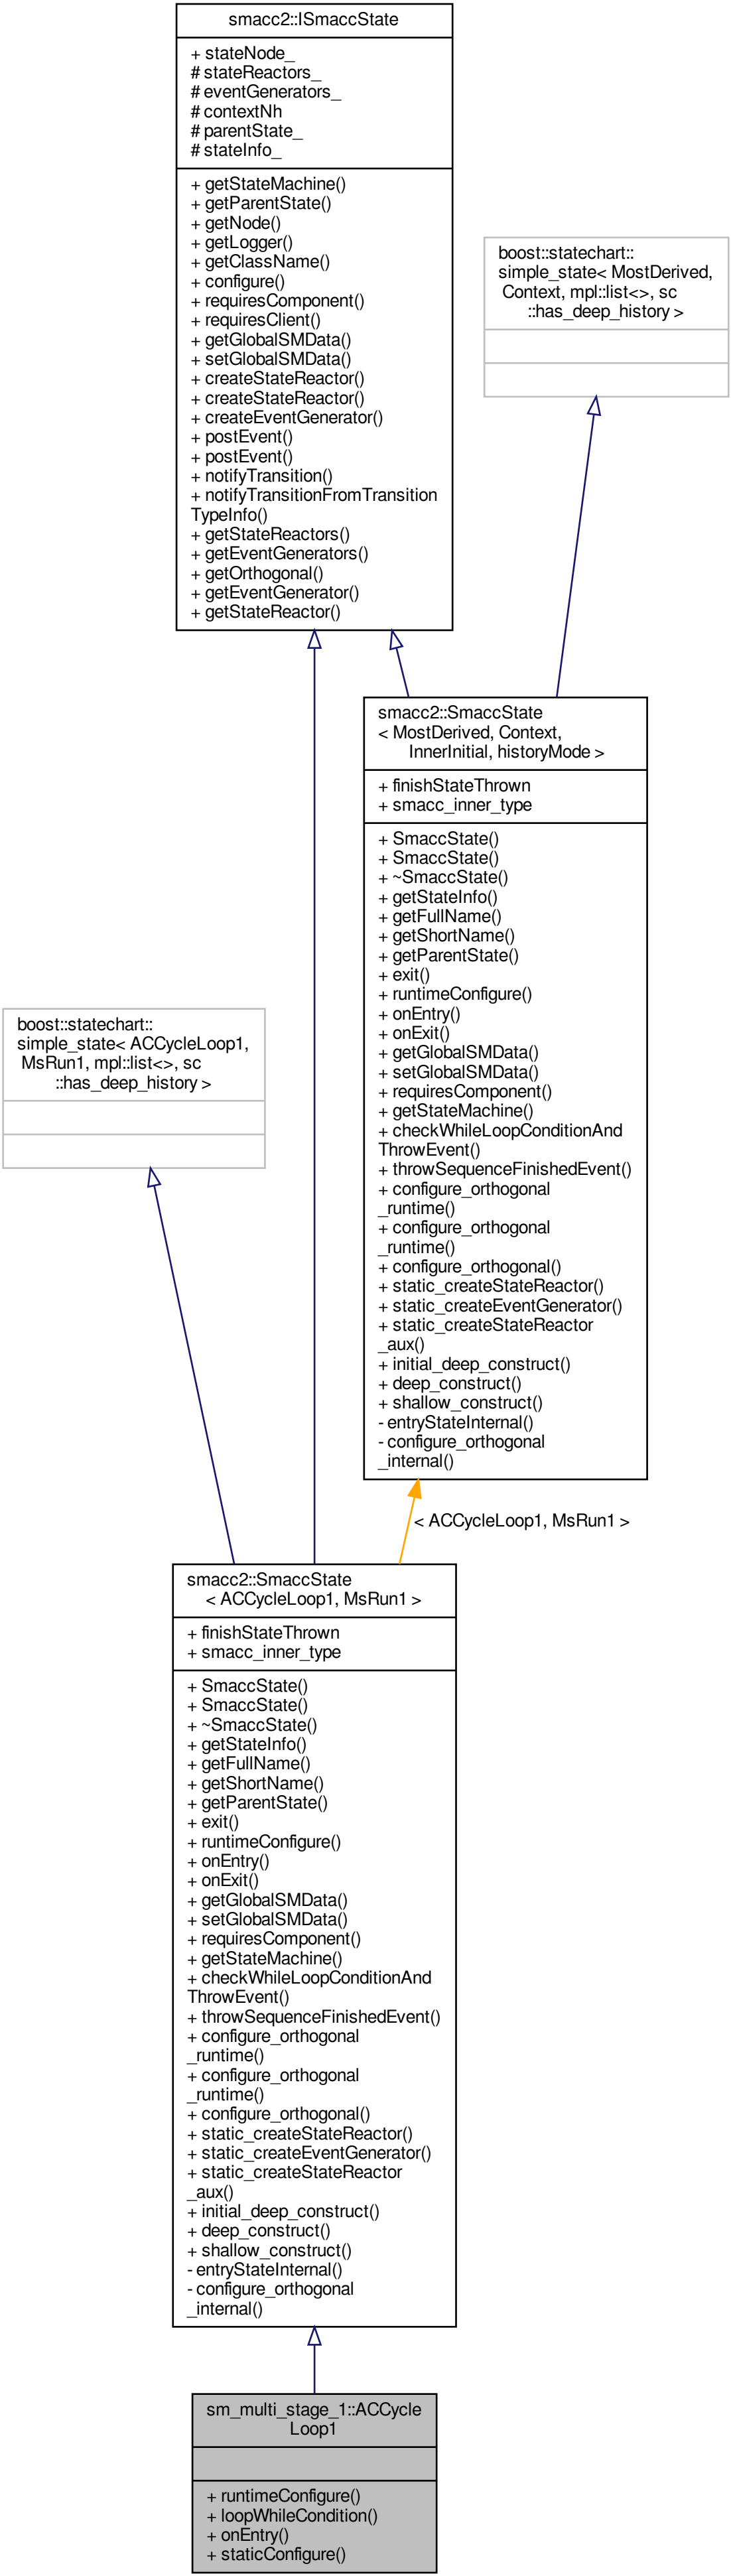 smacc2::ISmaccState
+ stateNode_
# stateReactors_
# eventGenerators_
# contextNh
# parentState_
# stateInfo_
+ getStateMachine()
+ getParentState()
+ getNode()
+ getLogger()
+ getClassName()
+ configure()
+ requiresComponent()
+ requiresClient()
+ getGlobalSMData()
+ setGlobalSMData()
+ createStateReactor()
+ createStateReactor()
+ createEventGenerator()
+ postEvent()
+ postEvent()
+ notifyTransition()
+ notifyTransitionFromTransition
TypeInfo()
+ getStateReactors()
+ getEventGenerators()
+ getOrthogonal()
+ getEventGenerator()
+ getStateReactor()
boost::statechart::
simple_state< MostDerived,
Context, mpl::list<>, sc
::has_deep_history >
smacc2::SmaccState
< MostDerived, Context,
InnerInitial, historyMode >
+ finishStateThrown
+ smacc_inner_type
+ SmaccState()
+ SmaccState()
+ ~SmaccState()
+ getStateInfo()
+ getFullName()
+ getShortName()
+ getParentState()
+ exit()
+ runtimeConfigure()
+ onEntry()
+ onExit()
+ getGlobalSMData()
+ setGlobalSMData()
+ requiresComponent()
+ getStateMachine()
+ checkWhileLoopConditionAnd
ThrowEvent()
+ throwSequenceFinishedEvent()
+ configure_orthogonal
_runtime()
+ configure_orthogonal
_runtime()
+ configure_orthogonal()
+ static_createStateReactor()
+ static_createEventGenerator()
+ static_createStateReactor
_aux()
+ initial_deep_construct()
+ deep_construct()
+ shallow_construct()
- entryStateInternal()
- configure_orthogonal
_internal()
boost::statechart::
simple_state< ACCycleLoop1,
MsRun1, mpl::list<>, sc
::has_deep_history >
< ACCycleLoop1, MsRun1 >
smacc2::SmaccState
< ACCycleLoop1, MsRun1 >
+ finishStateThrown
+ smacc_inner_type
+ SmaccState()
+ SmaccState()
+ ~SmaccState()
+ getStateInfo()
+ getFullName()
+ getShortName()
+ getParentState()
+ exit()
+ runtimeConfigure()
+ onEntry()
+ onExit()
+ getGlobalSMData()
+ setGlobalSMData()
+ requiresComponent()
+ getStateMachine()
+ checkWhileLoopConditionAnd
ThrowEvent()
+ throwSequenceFinishedEvent()
+ configure_orthogonal
_runtime()
+ configure_orthogonal
_runtime()
+ configure_orthogonal()
+ static_createStateReactor()
+ static_createEventGenerator()
+ static_createStateReactor
_aux()
+ initial_deep_construct()
+ deep_construct()
+ shallow_construct()
- entryStateInternal()
- configure_orthogonal
_internal()
sm_multi_stage_1::ACCycle
Loop1
+ runtimeConfigure()
+ loopWhileCondition()
+ onEntry()
+ staticConfigure()